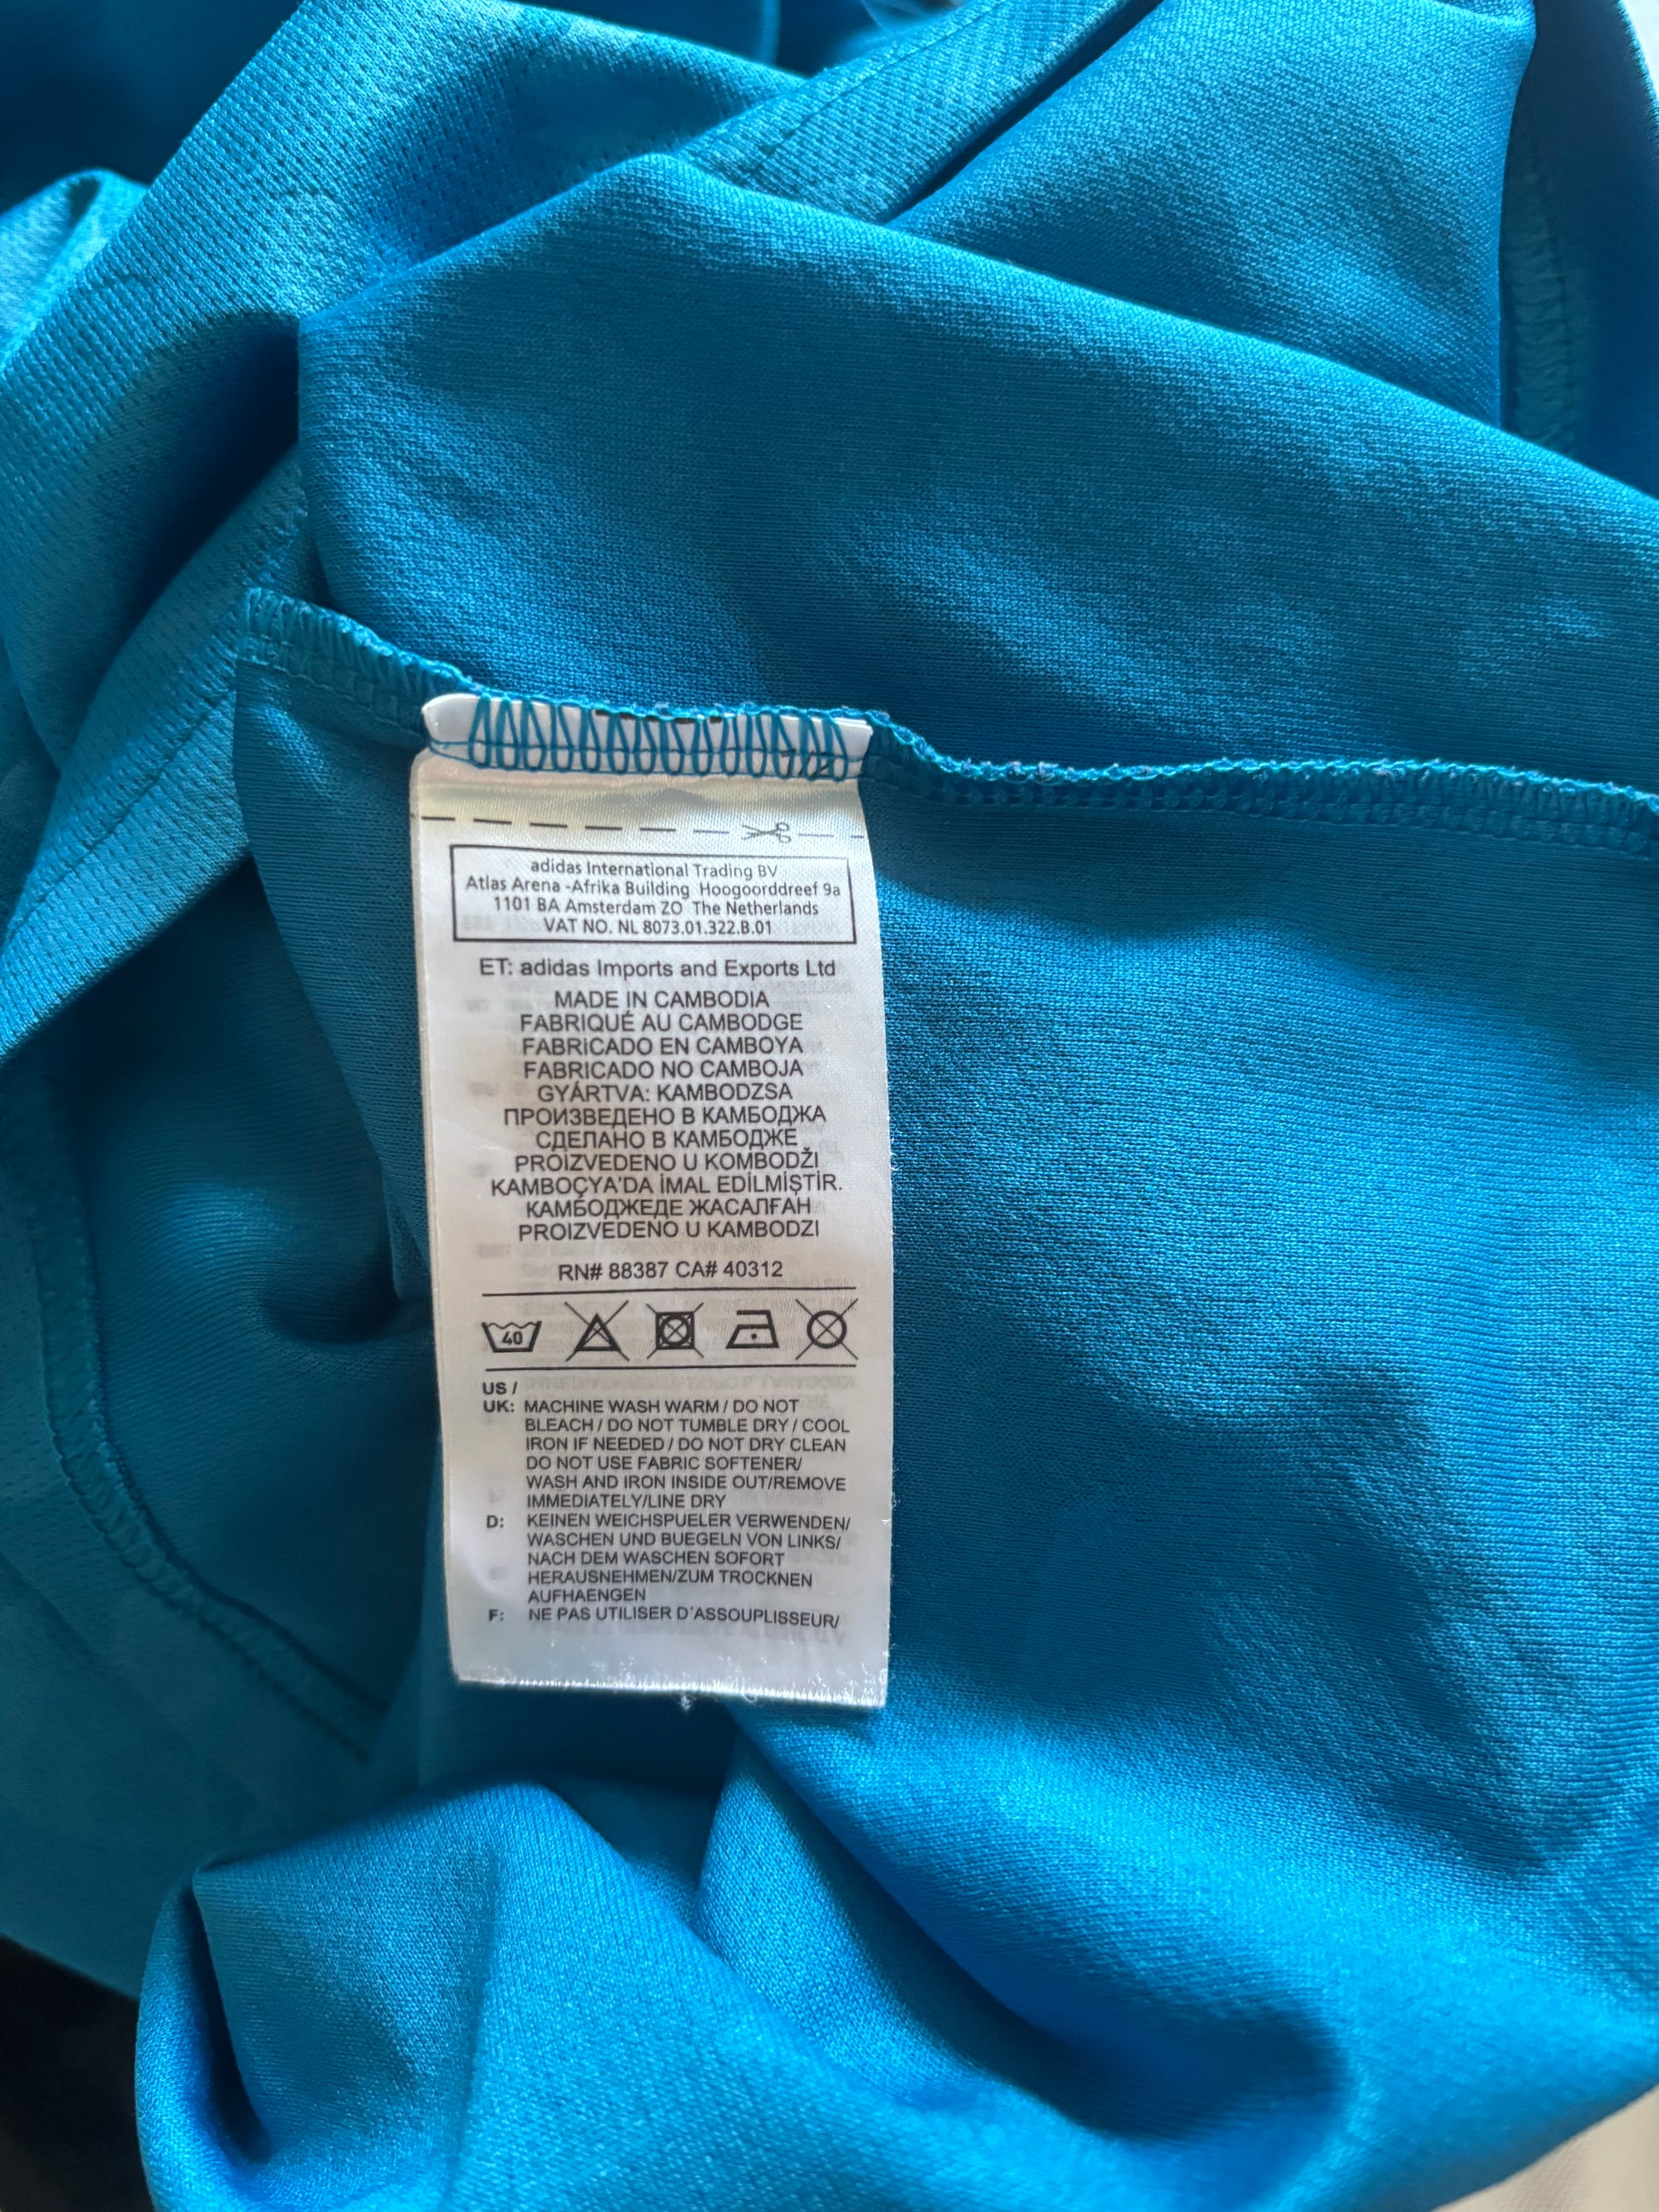 adidas International Trading BV
Atlas Arena -Afrika Building Hoogoorddreef 9a
1101 BA Amsterdam ZO The Netherlands
VAT NO. NL 8073.01.322.B.01
ET: adidas Imports and Exports Ltd
MADE IN CAMBODIA
FABRIQUÉ AU CAMBODGE
FABRICADO EN CAMBOYA
FABRICADO NO CAMBOJA
GYÁRTVA: KAMBODZSA
ПРОИЗВЕДЕНО В КАМБОДЖА
СДЕЛАНО В КАМБОДЖЕ
PROIZVEDENO U KOMBODŽI
KAMBOÇYA'DA İMAL EDİLMİŞTİR.
КАМБОДЖЕДЕ ЖАСАЛҒАН
PROIZVEDENO U KAMBODZI
RN# 88387 CA# 40312
40
US /
UK: MACHINE WASH WARM / DO NOT
BLEACH / DO NOT TUMBLE DRY / COOL
IRON IF NEEDED / DO NOT DRY CLEAN
DO NOT USE FABRIC SOFTENER/
WASH AND IRON INSIDE OUT/REMOVE
IMMEDIATELY/LINE DRY
D: KEINEN WEICHSPUELER VERWENDEN/
WASCHEN UND BUEGELN VON LINKS/
NACH DEM WASCHEN SOFORT
HERAUSNEHMEN/ZUM TROCKNEN
AUFHAENGEN
F: NE PAS UTILISER D'ASSOUPLISSEUR/